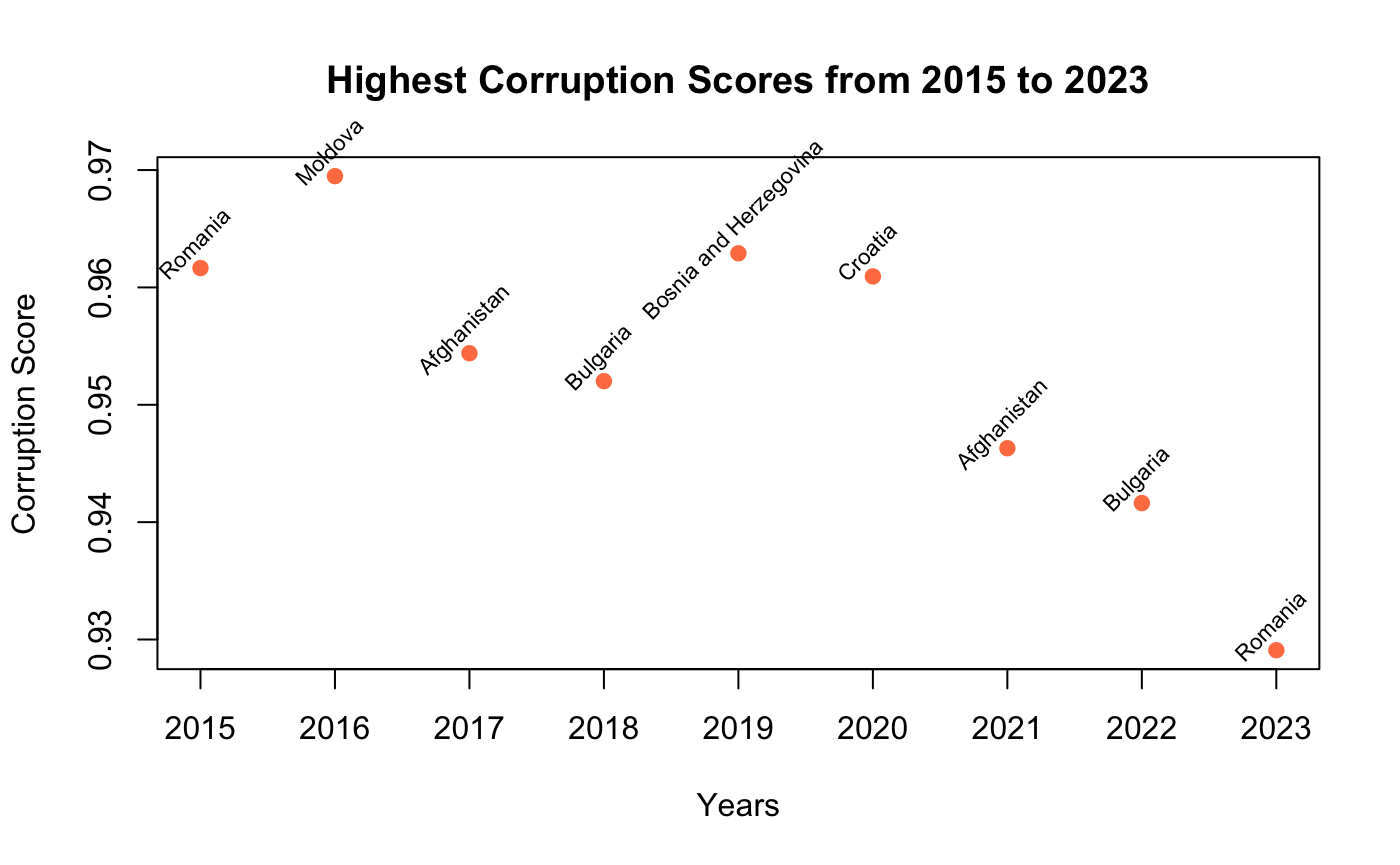 Highest Corruption Scores from 2015 to 2023
Corruption Score
0.97
0.96
0.95
0.94
0.93
Romania
Moldova
Afghanistan
Bulgaria
Bosnia and Herzegovina
Croatia
Afghanistan
Bulgaria
Romania
2015 2016 2017 2018 2019 2020 2021 2022 2023
Years